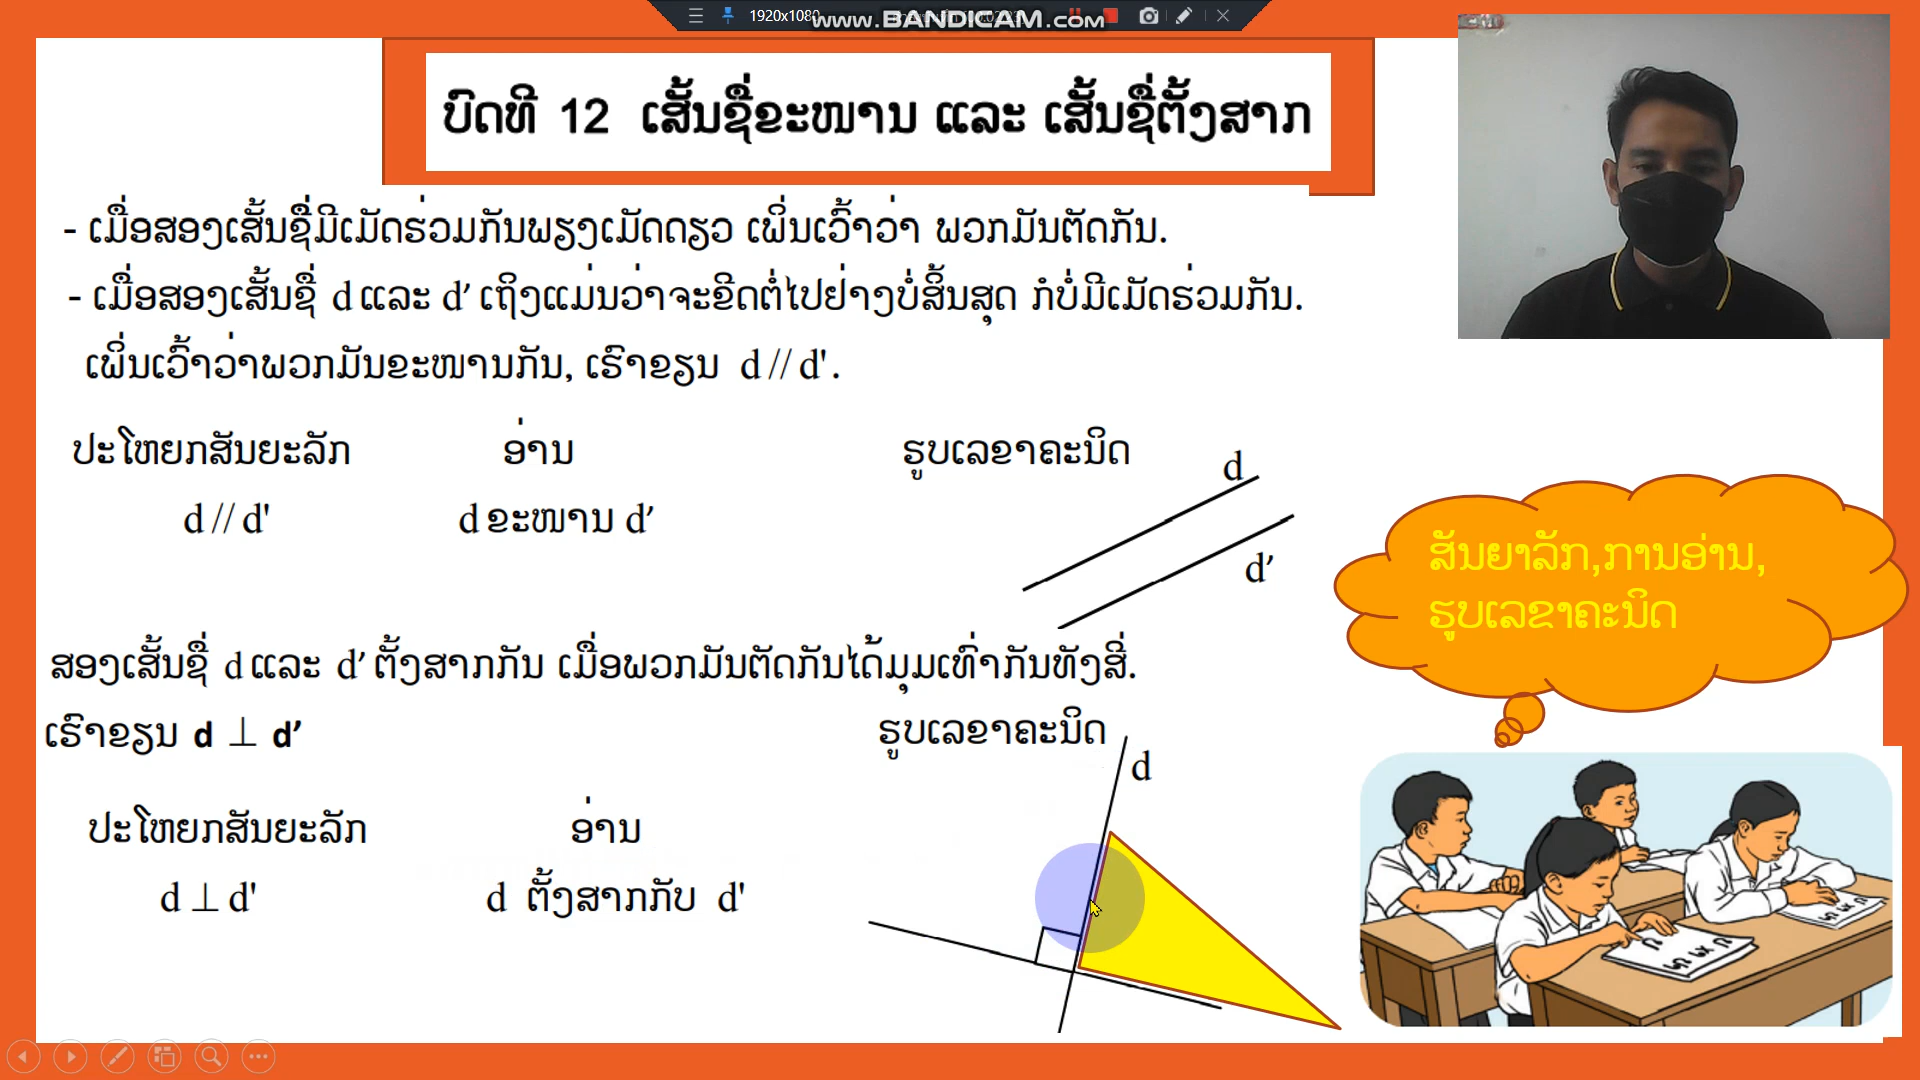 1920x1080
www.BANDICAM.com
ບົດທີ 12 ເສັ້ນຊື່ຂະໜານ ແລະ ເສັ້ນຊື່ຕັ້ງສາກ
- ເມື່ອສອງເສັ້ນຊື່ມີເມັດຮ່ວມກັນພຽງເມັດດຽວ ເພິ່ນເວົ້າວ່າ ພວກມັນຕັດກັນ.
- ເມື່ອສອງເສັ້ນຊື່ d ແລະ d’ ເຖິງແມ່ນວ່າຈະຂີດຕໍ່ໄປຢ່າງບໍ່ສິ້ນສຸດ ກໍບໍ່ມີເມັດຮ່ວມກັນ.
ເພິ່ນເວົ້າວ່າພວກມັນຂະໜານກັນ, ເຮົາຂຽນ d // d'.
ປະໂຫຍກສັນຍະລັກ ອ່ານ ຮູບເລຂາຄະນິດ
d // d' d ຂະໜານ d’
d
d’
ສັນຍາລັກ,ການອ່ານ,
ຮູບເລຂາຄະນິດ
ສອງເສັ້ນຊື່ d ແລະ d’ ຕັ້ງສາກກັນ ເມື່ອພວກມັນຕັດກັນໄດ້ມຸມເທົ່າກັນທັງສີ່.
ເຮົາຂຽນ d ⊥ d’
ຮູບເລຂາຄະນິດ
d
ປະໂຫຍກສັນຍະລັກ ອ່ານ
d ⊥ d' d ຕັ້ງສາກກັບ d'